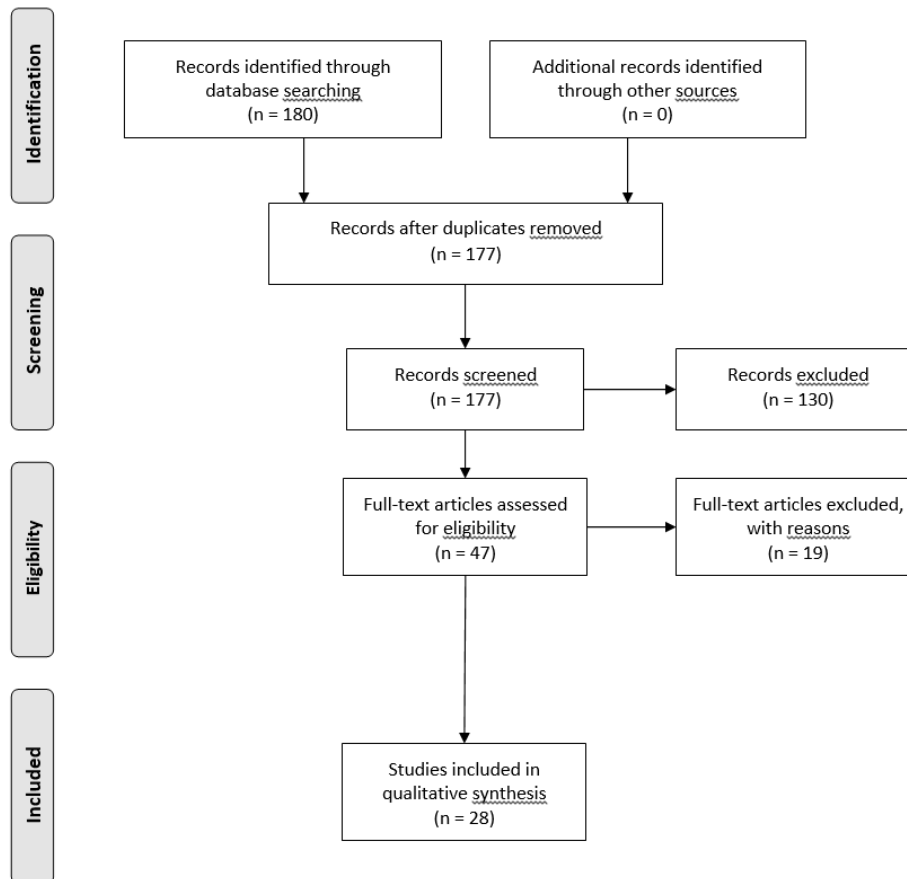 Identification
Records identified through
database searching
(n = 180)
Additional records identified
through other sources
(n = 0)
Records after duplicates removed
(n = 177)
Screening
Records screened
(n = 177)
Records excluded
(n = 130)
Eligibility
Full-text articles assessed
for eligibility
(n = 47)
Full-text articles excluded,
with reasons
(n = 19)
Included
Studies included in
qualitative synthesis
(n = 28)